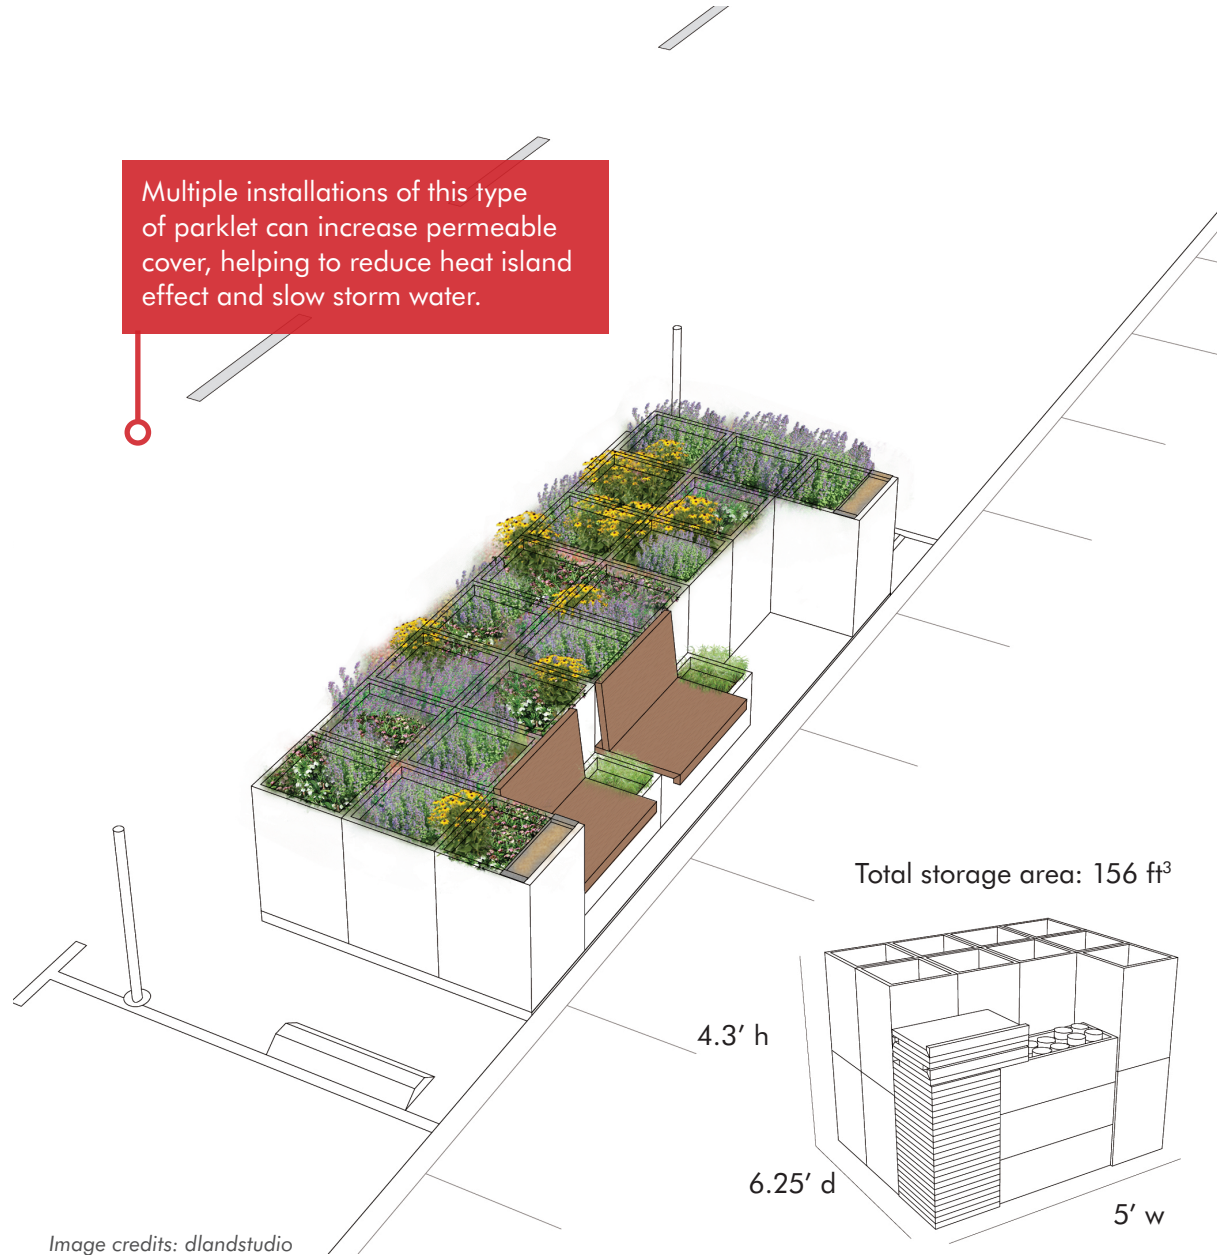 Multiple installations of this type
of parklet can increase permeable
cover, helping to reduce heat island
effect and slow storm water.
Total storage area: 156 ft³
4.3’ h
6.25’ d
5’ w
Image credits: dlandstudio